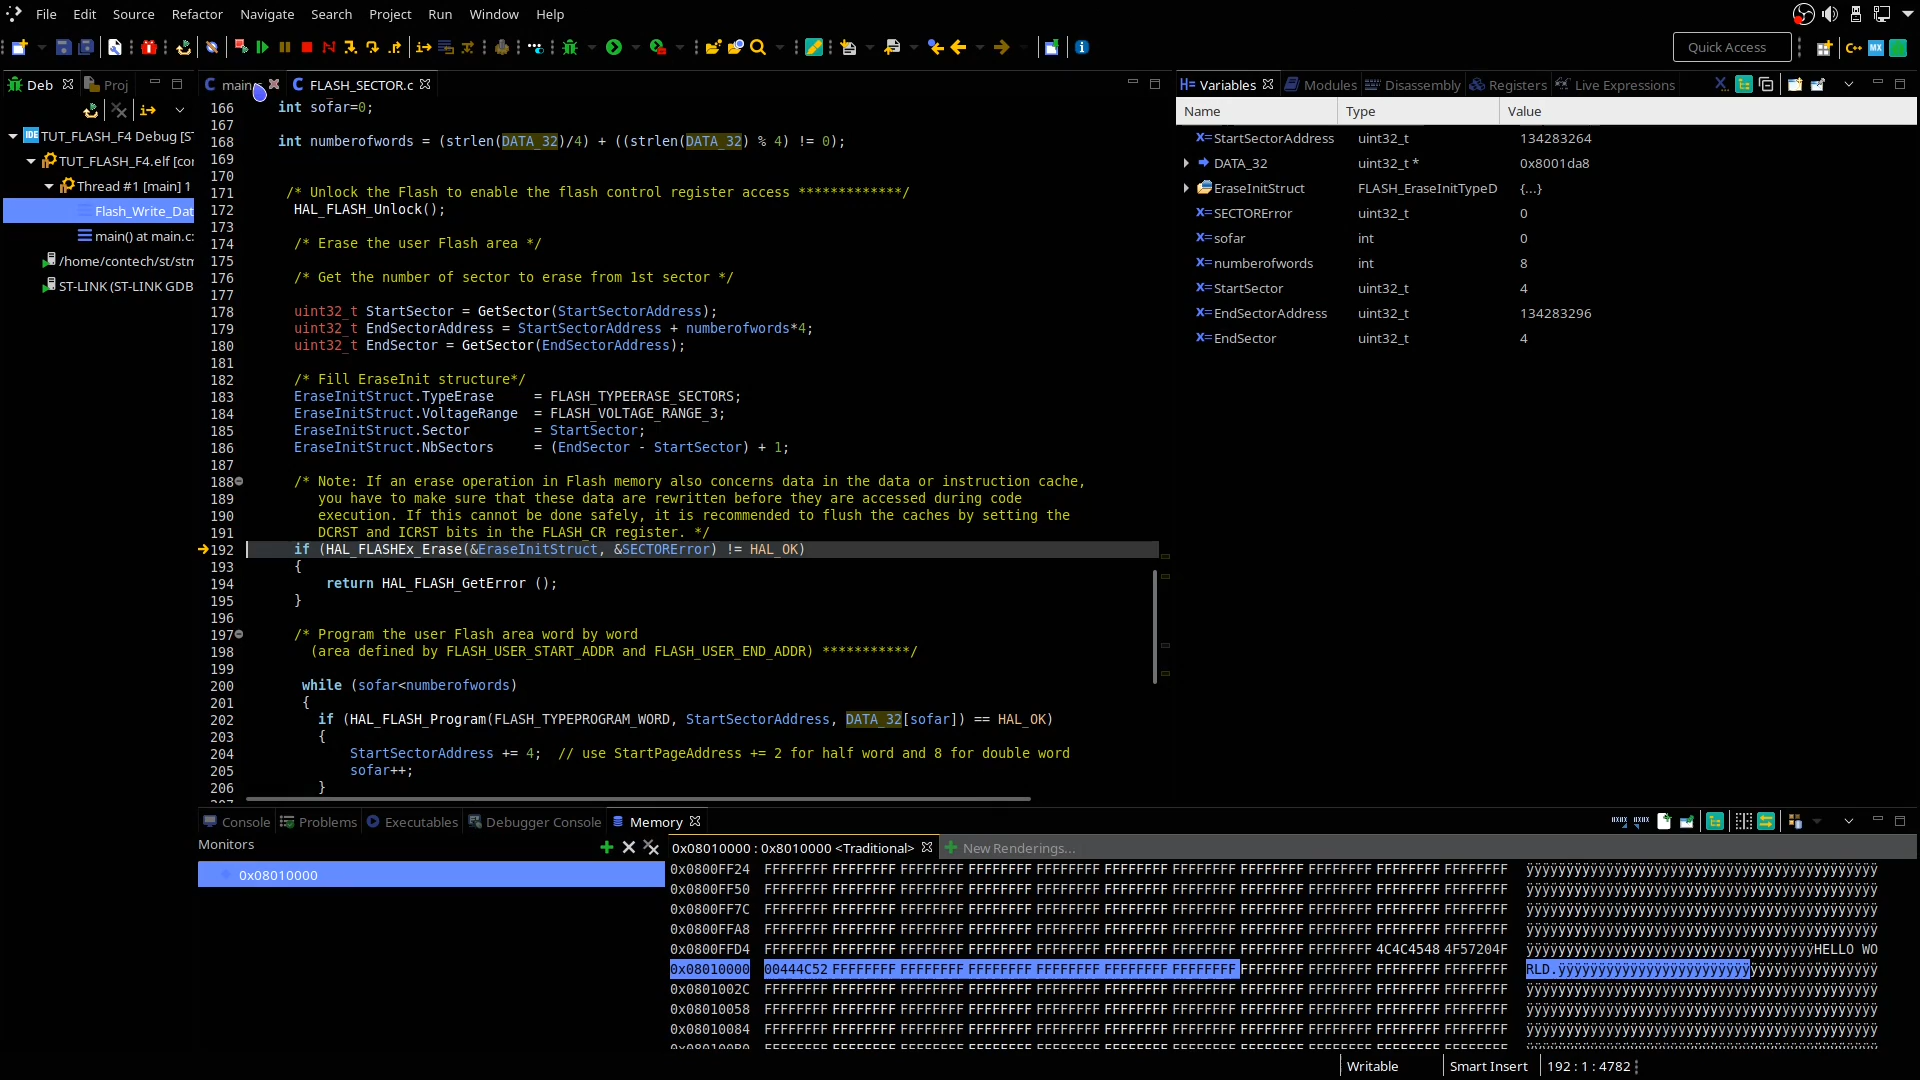 File Edit Source Refactor Navigate Search Project Run Window Help
Quick Access
Deb Proj
TUT_FLASH_F4 Debug [ST
TUT_FLASH_F4.elf [cor
Thread #1 [main] 1
Flash_Write_Dat
main() at main.c:
/home/contech/st/stm
ST-LINK (ST-LINK GDB
main FLASH_SECTOR.c
166 int sofar=0;
167
168 int numberofwords = (strlen(DATA_32)/4) + ((strlen(DATA_32) % 4) != 0);
169
170
171 /* Unlock the Flash to enable the flash control register access *************/
172 HAL_FLASH_Unlock();
173
174 /* Erase the user Flash area */
175
176 /* Get the number of sector to erase from 1st sector */
177
178 uint32_t StartSector = GetSector(StartSectorAddress);
179 uint32_t EndSectorAddress = StartSectorAddress + numberofwords*4;
180 uint32_t EndSector = GetSector(EndSectorAddress);
181
182 /* Fill EraseInit structure*/
183 EraseInitStruct.TypeErase = FLASH_TYPEERASE_SECTORS;
184 EraseInitStruct.VoltageRange = FLASH_VOLTAGE_RANGE_3;
185 EraseInitStruct.Sector = StartSector;
186 EraseInitStruct.NbSectors = (EndSector - StartSector) + 1;
187
188 /* Note: If an erase operation in Flash memory also concerns data in the data or instruction cache,
189 you have to make sure that these data are rewritten before they are accessed during code
190 execution. If this cannot be done safely, it is recommended to flush the caches by setting the
191 DCRST and ICRST bits in the FLASH_CR register. */
192 if (HAL_FLASHEx_Erase(&EraseInitStruct, &SECTORError) != HAL_OK)
193 {
194 return HAL_FLASH_GetError ();
195 }
196
197 /* Program the user Flash area word by word
198 (area defined by FLASH_USER_START_ADDR and FLASH_USER_END_ADDR) ***********/
199
200 while (sofar<numberofwords)
201 {
202 if (HAL_FLASH_Program(FLASH_TYPEPROGRAM_WORD, StartSectorAddress, DATA_32[sofar]) == HAL_OK)
203 {
204 StartSectorAddress += 4; // use StartPageAddress += 2 for half word and 8 for double word
205 sofar++;
206 }
Variables Modules Disassembly Registers Live Expressions
Name Type Value
StartSectorAddress uint32_t 134283264
DATA_32 uint32_t * 0x8001da8
EraseInitStruct FLASH_EraseInitTypeD {...}
SECTORError uint32_t 0
sofar int 0
numberofwords int 8
StartSector uint32_t 4
EndSectorAddress uint32_t 134283296
EndSector uint32_t 4
Console Problems Executables Debugger Console Memory
Monitors
0x08010000
0x08010000 : 0x8010000 <Traditional> New Renderings...
0x0800FF24 FFFFFFFF FFFFFFFF FFFFFFFF FFFFFFFF FFFFFFFF FFFFFFFF FFFFFFFF FFFFFFFF FFFFFFFF FFFFFFFF FFFFFFFF ÿÿÿÿÿÿÿÿÿÿÿÿÿÿÿÿÿÿÿÿÿÿÿÿÿÿÿÿÿÿÿÿÿÿÿÿÿÿÿÿÿÿÿÿ
0x0800FF50 FFFFFFFF FFFFFFFF FFFFFFFF FFFFFFFF FFFFFFFF FFFFFFFF FFFFFFFF FFFFFFFF FFFFFFFF FFFFFFFF FFFFFFFF ÿÿÿÿÿÿÿÿÿÿÿÿÿÿÿÿÿÿÿÿÿÿÿÿÿÿÿÿÿÿÿÿÿÿÿÿÿÿÿÿÿÿÿÿ
0x0800FF7C FFFFFFFF FFFFFFFF FFFFFFFF FFFFFFFF FFFFFFFF FFFFFFFF FFFFFFFF FFFFFFFF FFFFFFFF FFFFFFFF FFFFFFFF ÿÿÿÿÿÿÿÿÿÿÿÿÿÿÿÿÿÿÿÿÿÿÿÿÿÿÿÿÿÿÿÿÿÿÿÿÿÿÿÿÿÿÿÿ
0x0800FFA8 FFFFFFFF FFFFFFFF FFFFFFFF FFFFFFFF FFFFFFFF FFFFFFFF FFFFFFFF FFFFFFFF FFFFFFFF FFFFFFFF FFFFFFFF ÿÿÿÿÿÿÿÿÿÿÿÿÿÿÿÿÿÿÿÿÿÿÿÿÿÿÿÿÿÿÿÿÿÿÿÿÿÿÿÿÿÿÿÿ
0x0800FFD4 FFFFFFFF FFFFFFFF FFFFFFFF FFFFFFFF FFFFFFFF FFFFFFFF FFFFFFFF FFFFFFFF FFFFFFFF 4C4C4548 4F57204F ÿÿÿÿÿÿÿÿÿÿÿÿÿÿÿÿÿÿÿÿÿÿÿÿÿÿÿÿÿÿÿÿÿÿÿÿHELLO WO
0x08010000 00444C52 FFFFFFFF FFFFFFFF FFFFFFFF FFFFFFFF FFFFFFFF FFFFFFFF FFFFFFFF FFFFFFFF FFFFFFFF FFFFFFFF RLD.ÿÿÿÿÿÿÿÿÿÿÿÿÿÿÿÿÿÿÿÿÿÿÿÿÿÿÿÿÿÿÿÿÿÿÿÿÿÿÿÿ
0x0801002C FFFFFFFF FFFFFFFF FFFFFFFF FFFFFFFF FFFFFFFF FFFFFFFF FFFFFFFF FFFFFFFF FFFFFFFF FFFFFFFF FFFFFFFF ÿÿÿÿÿÿÿÿÿÿÿÿÿÿÿÿÿÿÿÿÿÿÿÿÿÿÿÿÿÿÿÿÿÿÿÿÿÿÿÿÿÿÿÿ
0x08010058 FFFFFFFF FFFFFFFF FFFFFFFF FFFFFFFF FFFFFFFF FFFFFFFF FFFFFFFF FFFFFFFF FFFFFFFF FFFFFFFF FFFFFFFF ÿÿÿÿÿÿÿÿÿÿÿÿÿÿÿÿÿÿÿÿÿÿÿÿÿÿÿÿÿÿÿÿÿÿÿÿÿÿÿÿÿÿÿÿ
0x08010084 FFFFFFFF FFFFFFFF FFFFFFFF FFFFFFFF FFFFFFFF FFFFFFFF FFFFFFFF FFFFFFFF FFFFFFFF FFFFFFFF FFFFFFFF ÿÿÿÿÿÿÿÿÿÿÿÿÿÿÿÿÿÿÿÿÿÿÿÿÿÿÿÿÿÿÿÿÿÿÿÿÿÿÿÿÿÿÿÿ
Writable Smart Insert 192 : 1 : 4782